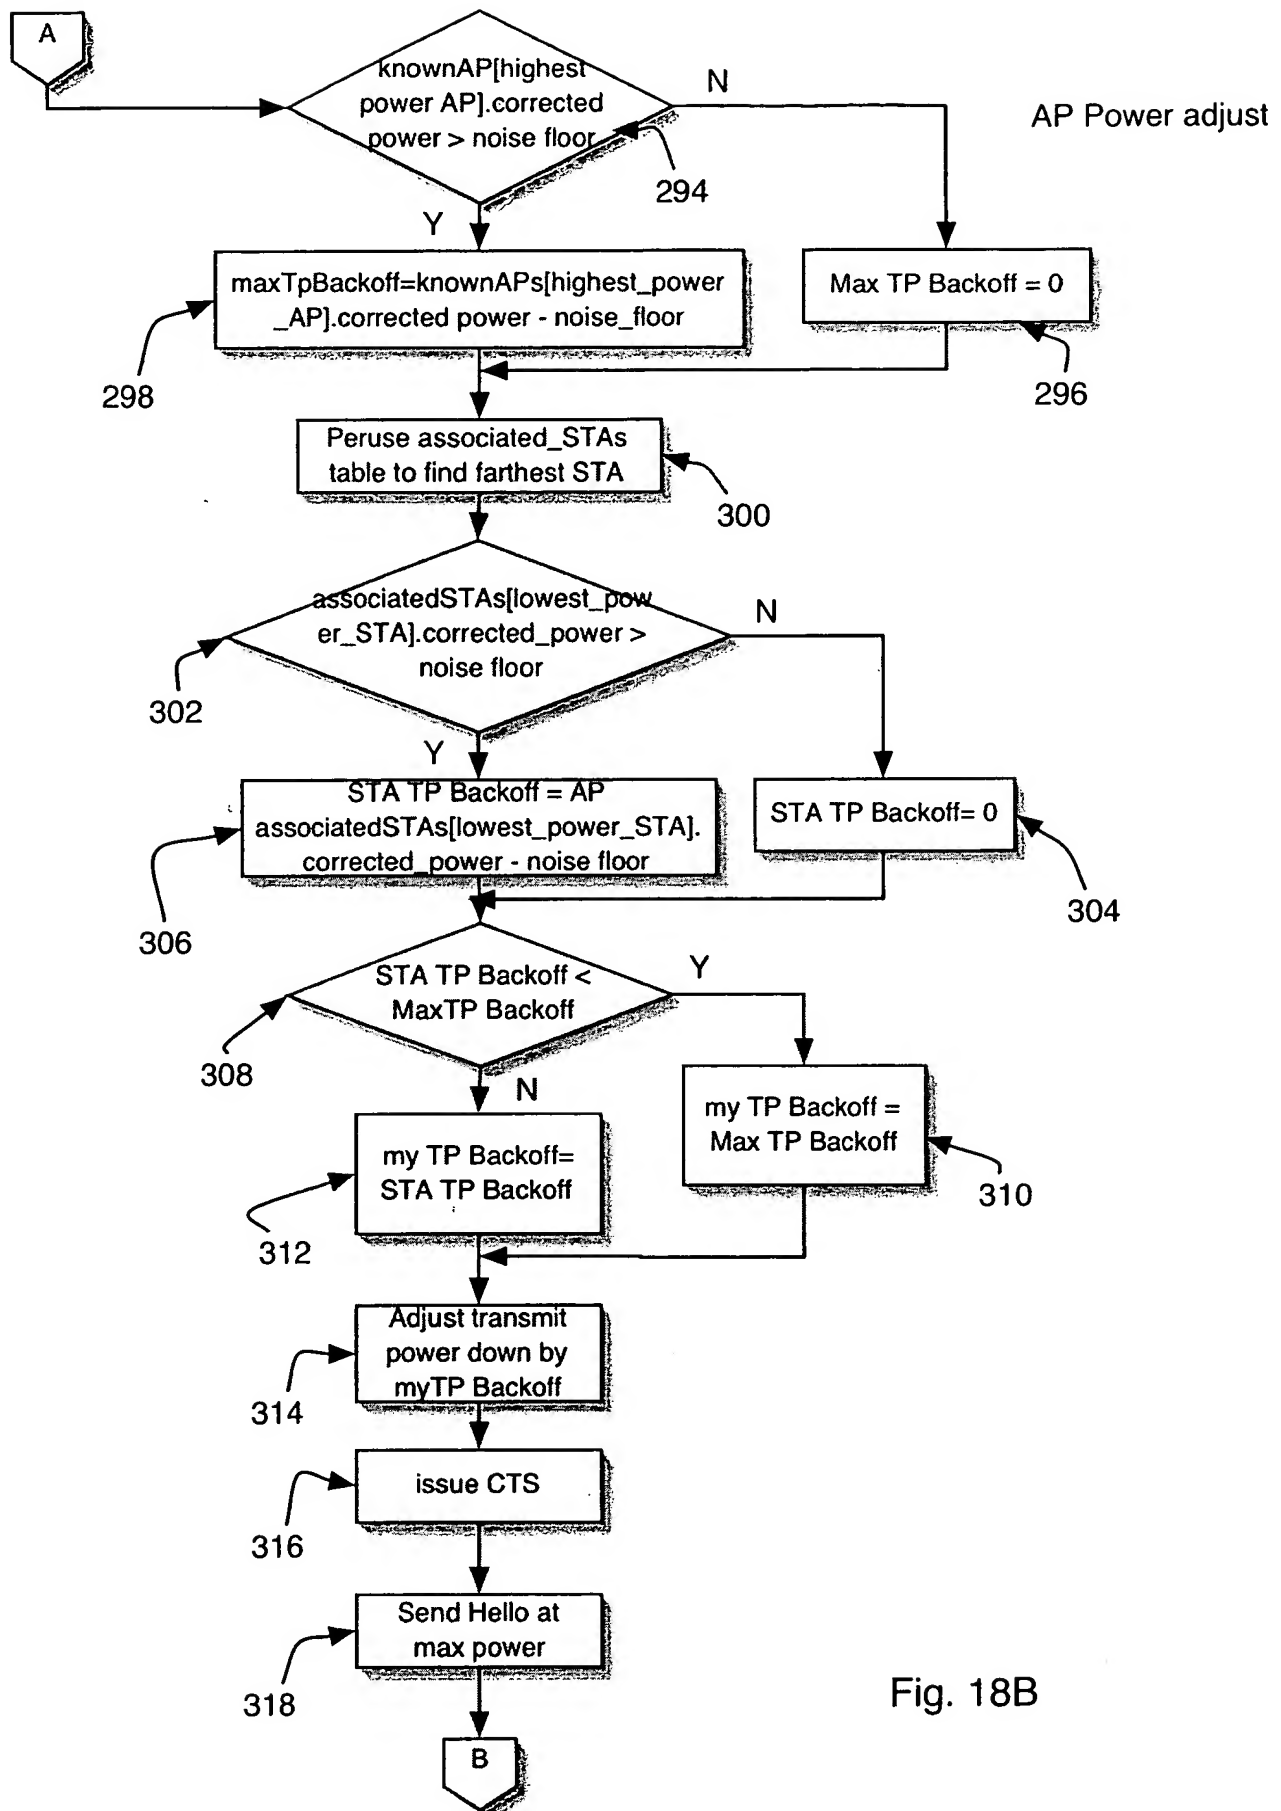 A
knownAP[highest
power AP].corrected
power > noise floor
N
AP Power adjust
294
Y
maxTpBackoff=knownAPs[highest_power
_AP].corrected power - noise_floor
Max TP Backoff = 0
298
296
Peruse associated_STAs
table to find farthest STA
300
associatedSTAs[lowest_pow
er_STA].corrected_power >
noise floor
N
302
Y
STA TP Backoff = AP
associatedSTAs[lowest_power_STA].
corrected_power - noise floor
STA TP Backoff= 0
304
306
STA TP Backoff <
MaxTP Backoff
Y
308
N
my TP Backoff =
Max TP Backoff
my TP Backoff=
STA TP Backoff
310
312
Adjust transmit
power down by
myTP Backoff
314
issue CTS
316
Send Hello at
max power
318
Fig. 18B
B